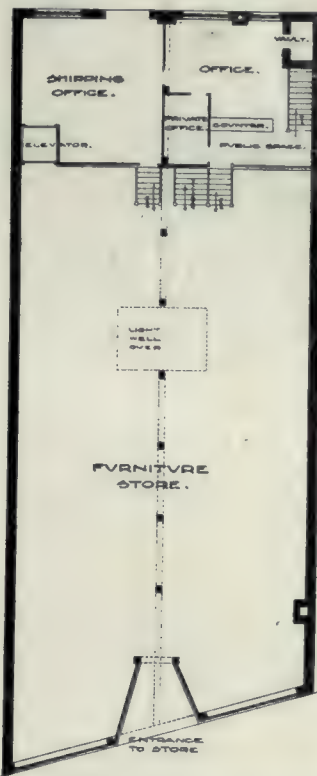 VAULT.
SHIPPING
OFFICE.
OFFICE.
PRIVATE
OFFICE.
COUNTER.
ELEVATOR.
PUBLIC SPACE.
LIGHT
WELL
OVER
FURNITURE
STORE.
ENTRANCE
TO STORE